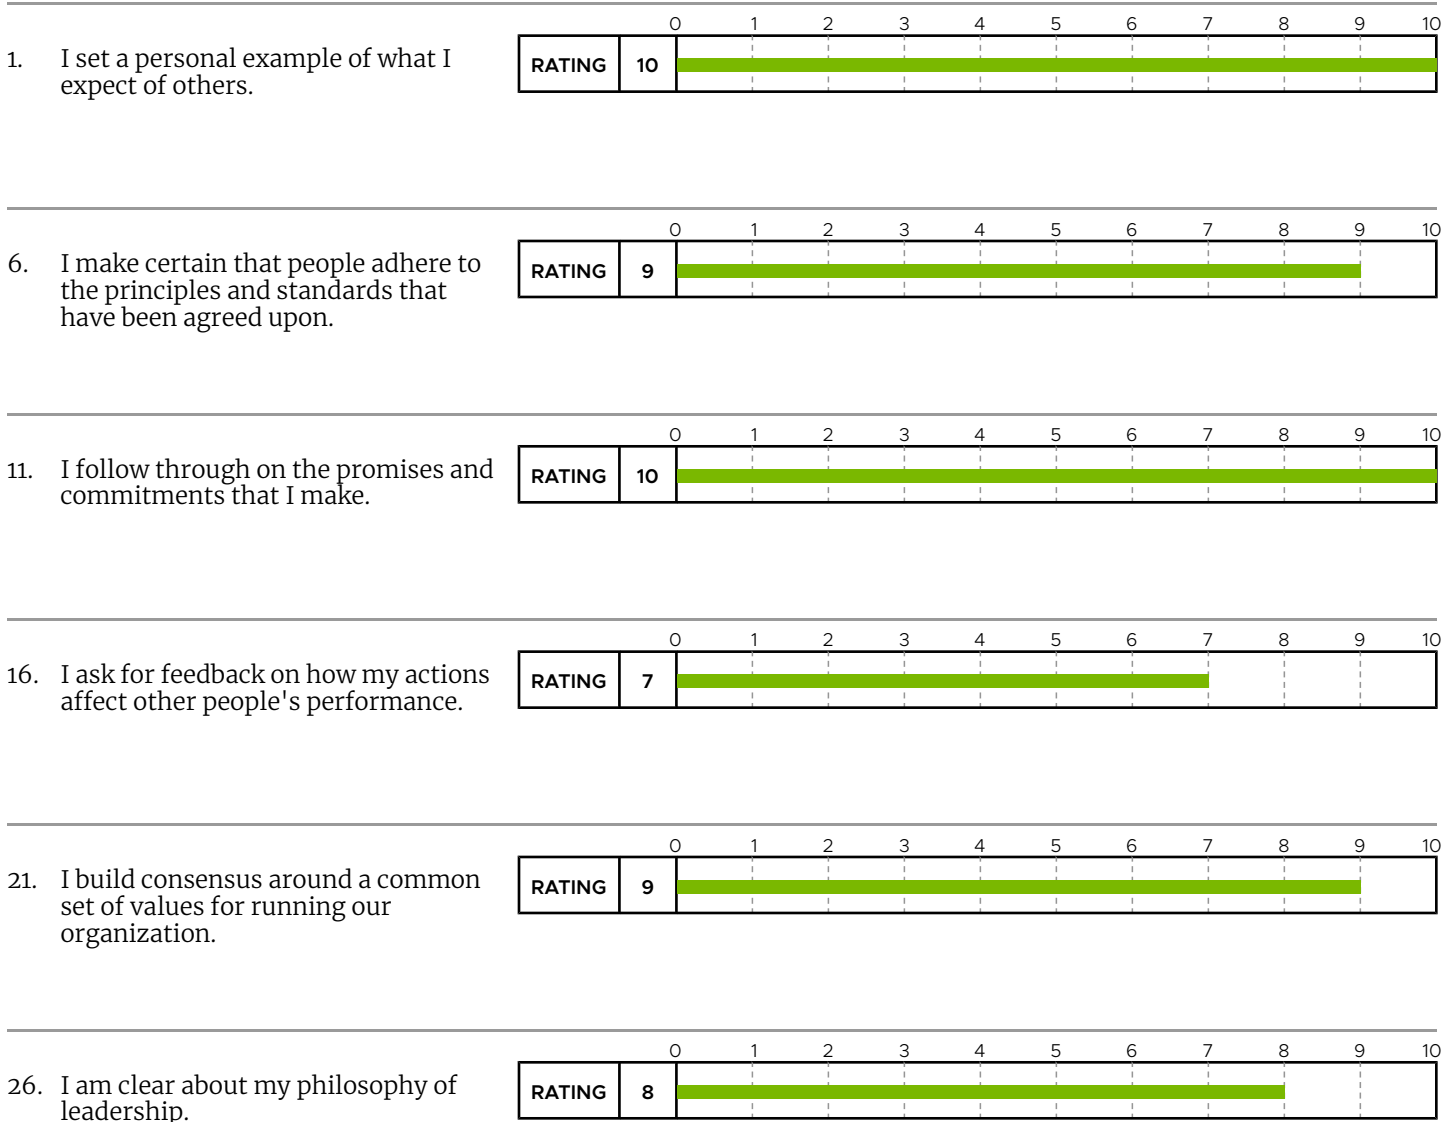 0 1 2 3 4 5 6 7 8 9 10
1. I set a personal example of what I
expect of others.
RATING 10
0 1 2 3 4 5 6 7 8 9 10
6. I make certain that people adhere to
the principles and standards that
have been agreed upon.
RATING 9
0 1 2 3 4 5 6 7 8 9 10
11. I follow through on the promises and
commitments that I make.
RATING 10
0 1 2 3 4 5 6 7 8 9 10
16. I ask for feedback on how my actions
affect other people's performance.
RATING 7
0 1 2 3 4 5 6 7 8 9 10
21. I build consensus around a common
set of values for running our
organization.
RATING 9
0 1 2 3 4 5 6 7 8 9 10
26. I am clear about my philosophy of
leadership.
RATING 8